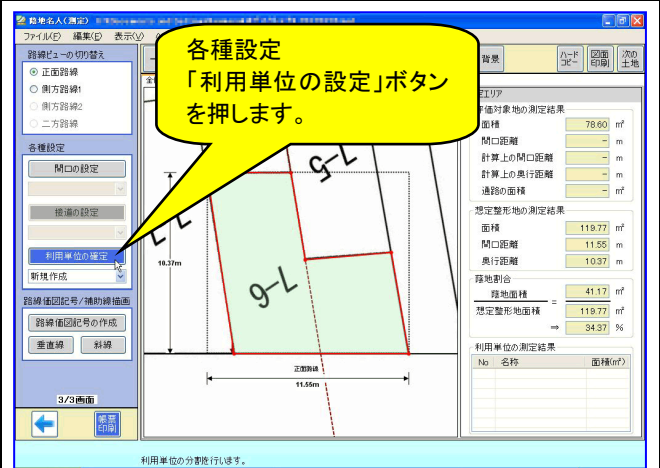 蔭地名人(測定)
ファイル(F) 編集(E) 表示(V)
路線ビューの切り替え
正面路線
側方路線1
側方路線2
二方路線
各種設定
間口の設定
接道の設定
利用単位の確定
新規作成
路線価図記号/補助線描画
路線価図記号の作成
垂直線 斜線
3/3画面
帳票
印刷
各種設定
「利用単位の設定」ボタン
を押します。
背景
ハード
コピー
図面
印刷
次の
土地
7-5
7-6
10.37m
正面路線
11.55m
定エリア
評価対象地の測定結果
面積 78.60 ㎡
間口距離 - m
計算上の間口距離 - m
計算上の奥行距離 - m
通路の面積 - ㎡
想定整形地の測定結果
面積 119.77 ㎡
間口距離 11.55 m
奥行距離 10.37 m
蔭地割合
蔭地面積 41.17 ㎡
=
想定整形地面積 119.77 ㎡
⇒ 34.37 %
利用単位の測定結果
No 名称 面積(㎡)
利用単位の分割を行います。